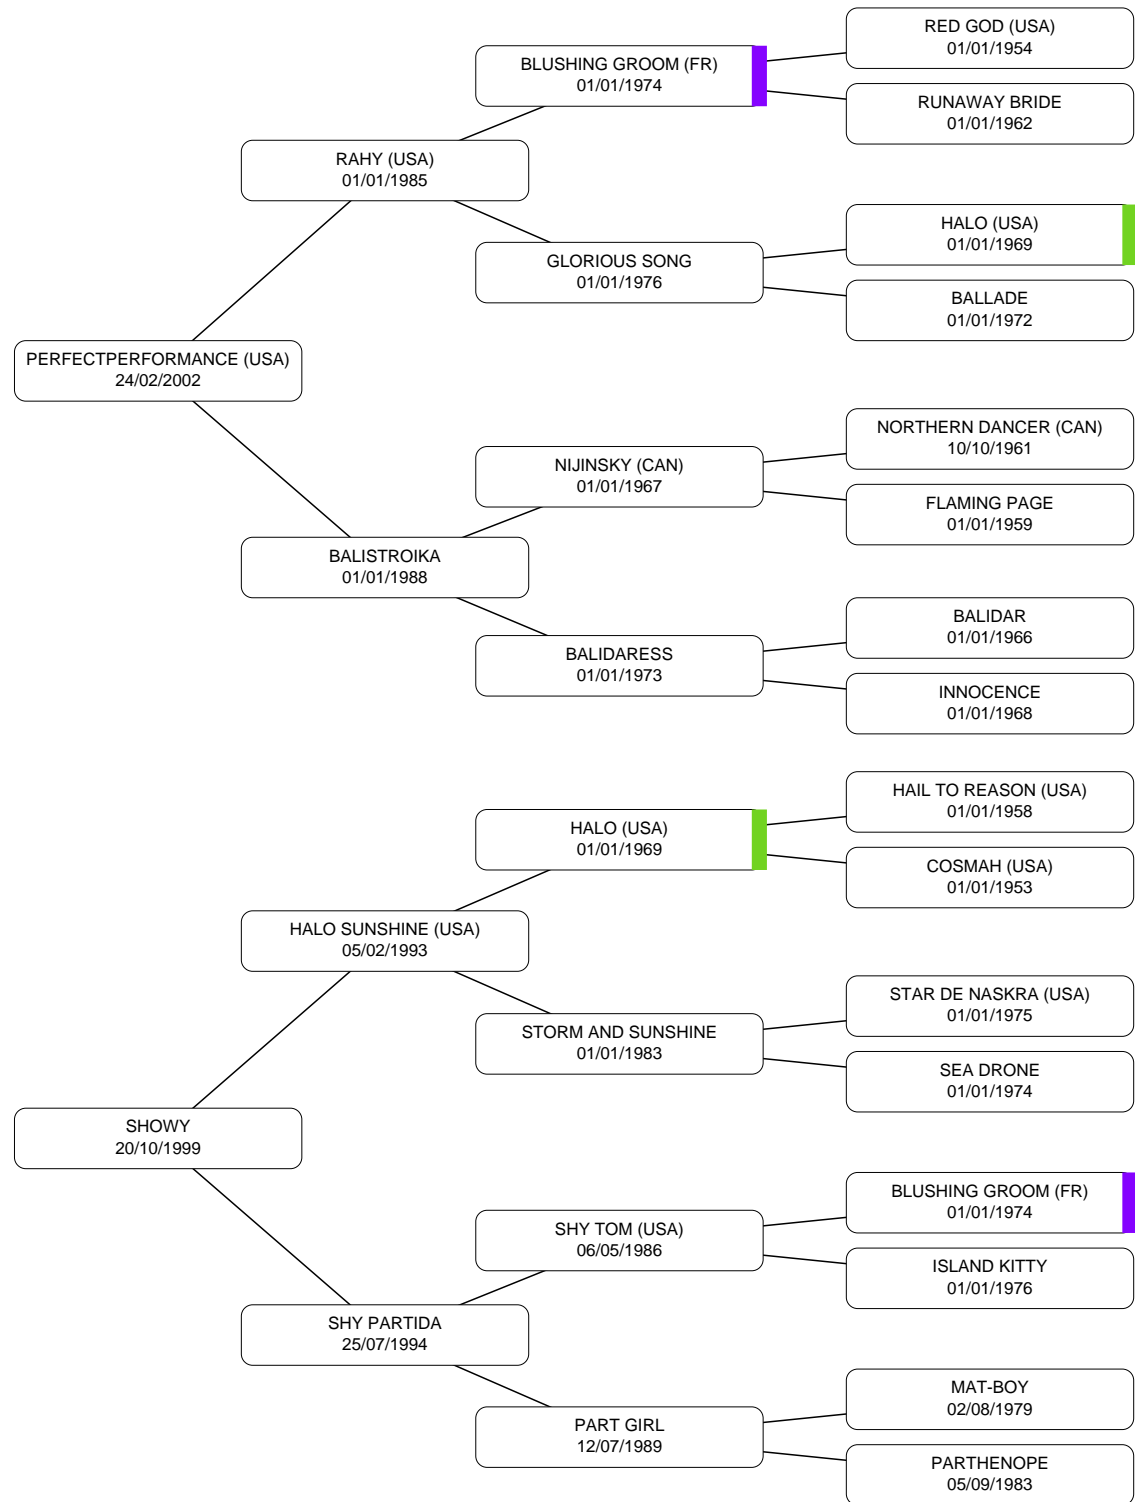 RED GOD (USA)
01/01/1954
BLUSHING GROOM (FR)
01/01/1974
RUNAWAY BRIDE
01/01/1962
RAHY (USA)
01/01/1985
HALO (USA)
01/01/1969
GLORIOUS SONG
01/01/1976
BALLADE
01/01/1972
PERFECTPERFORMANCE (USA)
24/02/2002
NORTHERN DANCER (CAN)
10/10/1961
NIJINSKY (CAN)
01/01/1967
FLAMING PAGE
01/01/1959
BALISTROIKA
01/01/1988
BALIDAR
01/01/1966
BALIDARESS
01/01/1973
INNOCENCE
01/01/1968
HAIL TO REASON (USA)
01/01/1958
HALO (USA)
01/01/1969
COSMAH (USA)
01/01/1953
HALO SUNSHINE (USA)
05/02/1993
STAR DE NASKRA (USA)
01/01/1975
STORM AND SUNSHINE
01/01/1983
SEA DRONE
01/01/1974
SHOWY
20/10/1999
BLUSHING GROOM (FR)
01/01/1974
SHY TOM (USA)
06/05/1986
ISLAND KITTY
01/01/1976
SHY PARTIDA
25/07/1994
MAT-BOY
02/08/1979
PART GIRL
12/07/1989
PARTHENOPE
05/09/1983